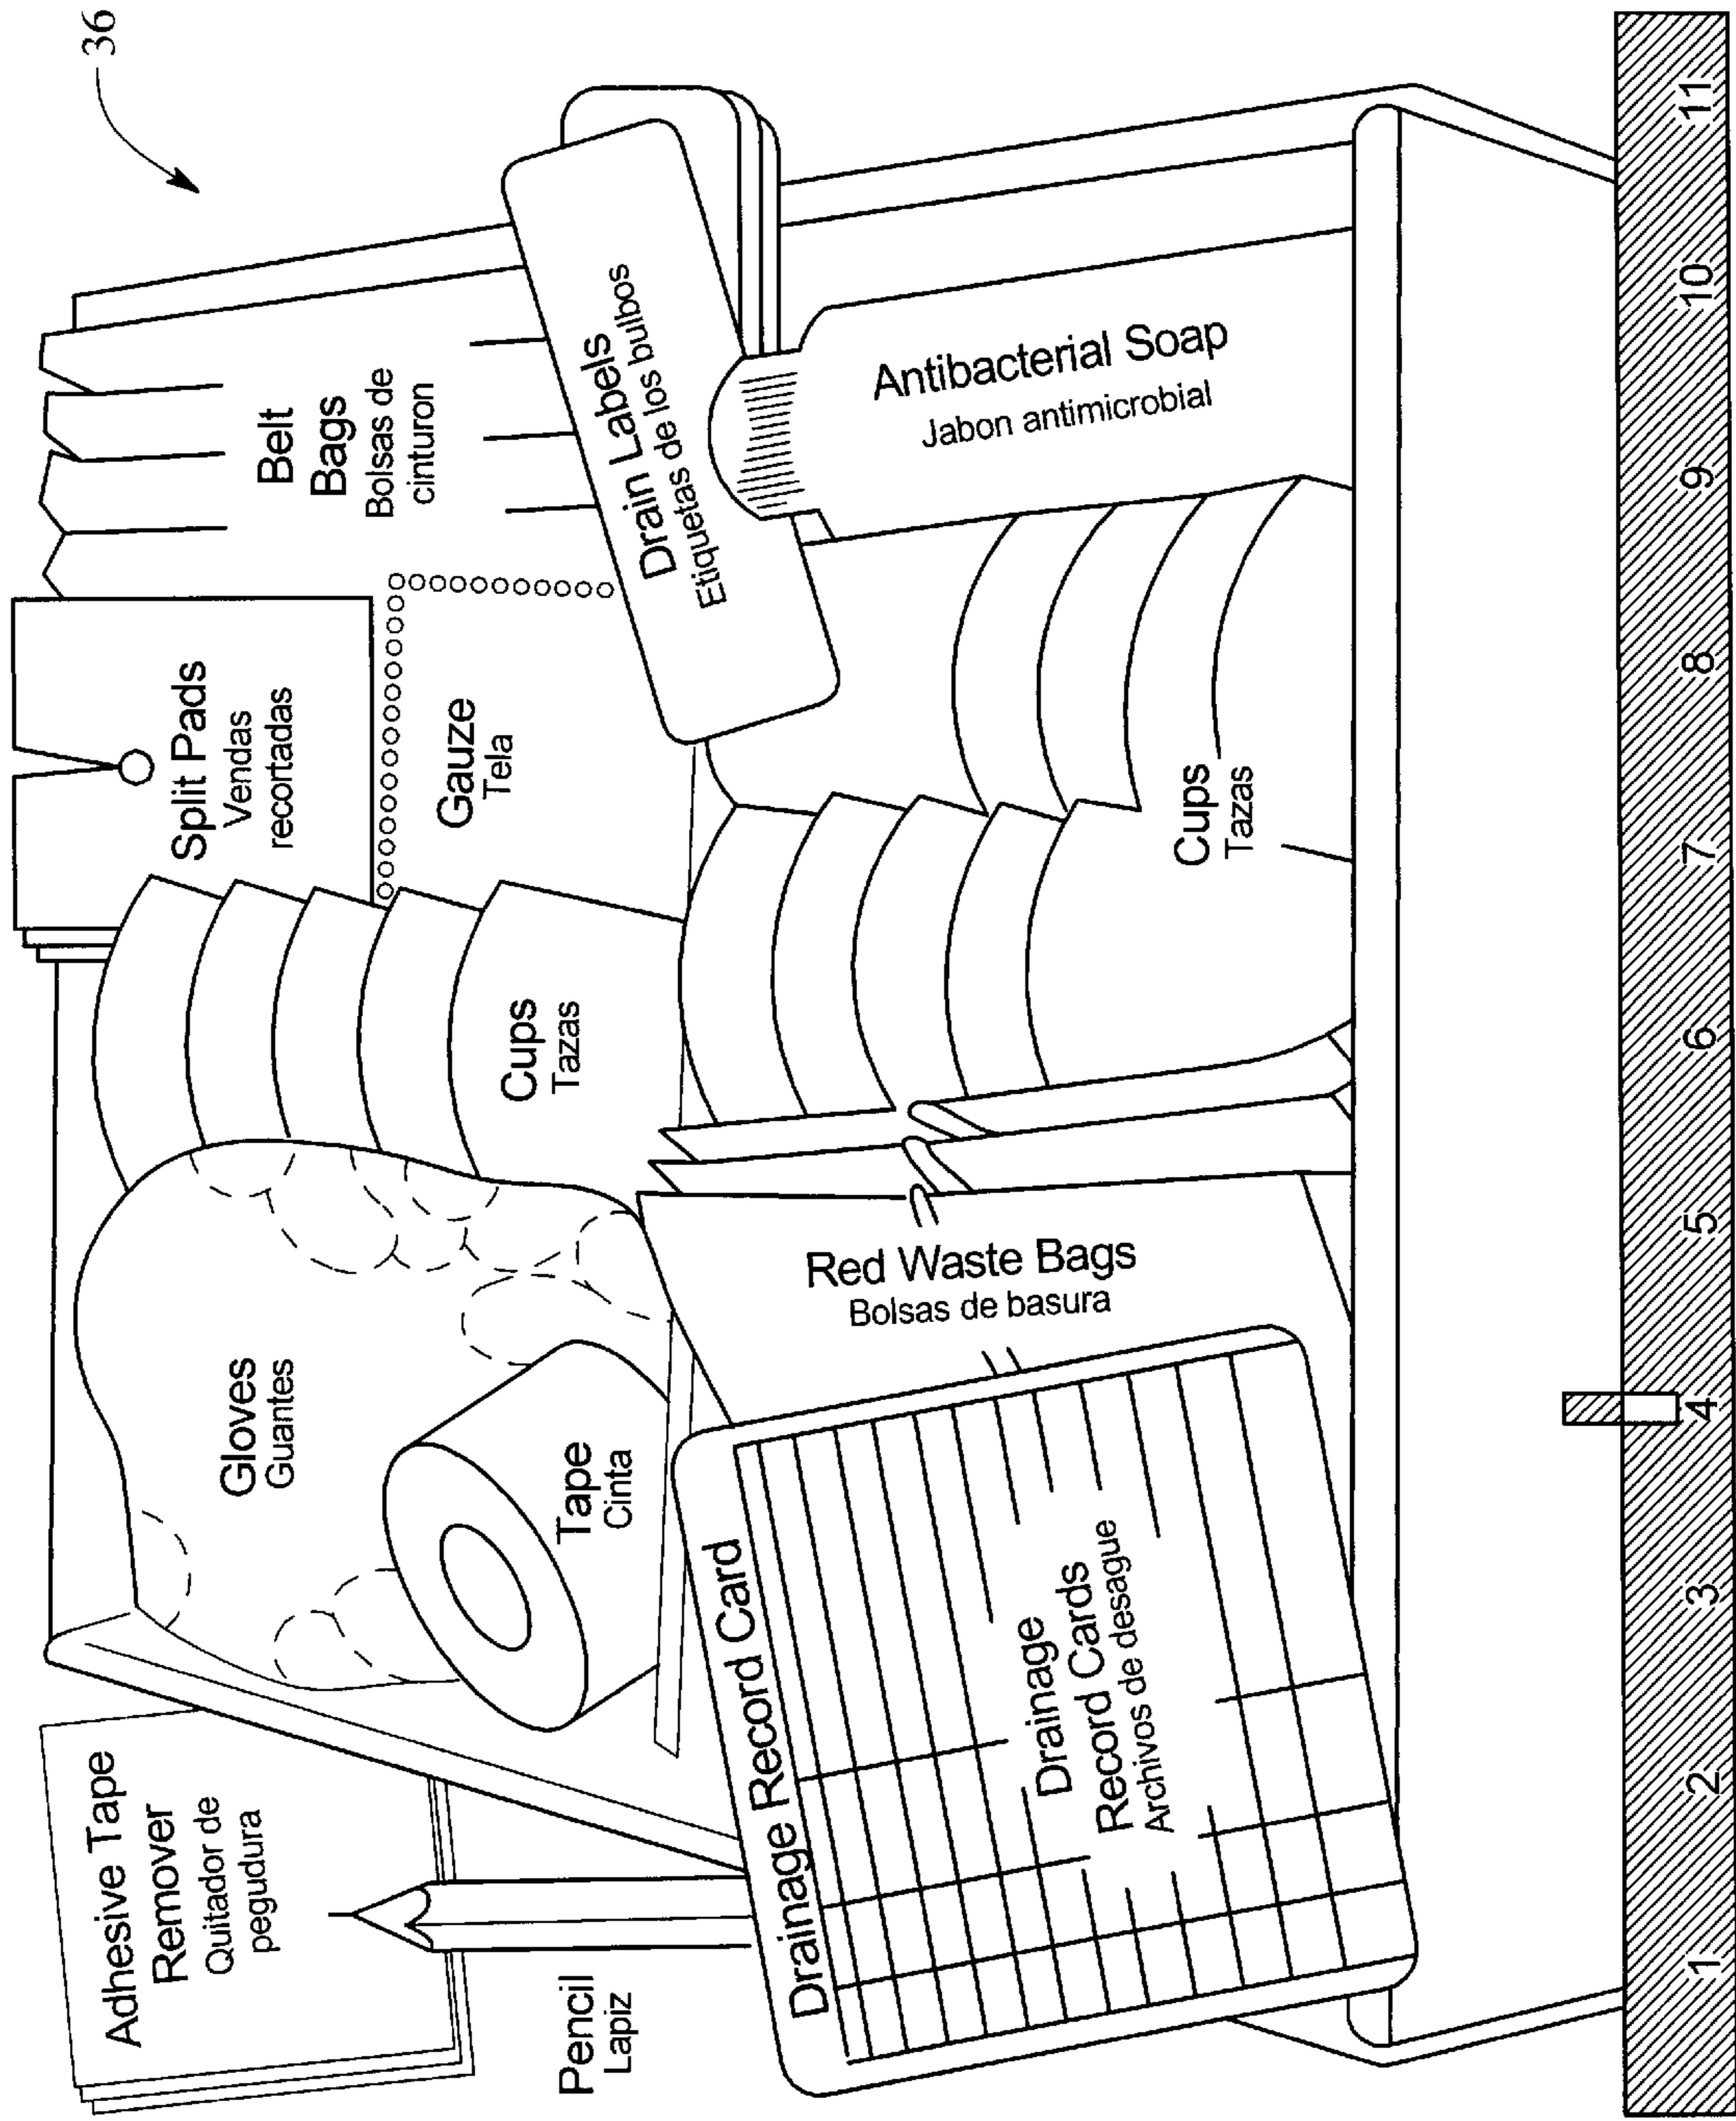 36
Adhesive Tape
Remover
Quitador de
pegudura
Pencil
Lapiz
Gloves
Guantes
Tape
Cinta
Cups
Tazas
Split Pads
Vendas
recortadas
Gauze
Tela
Belt
Bags
Bolsas de
cinturon
Drain Labels
Etiquetas de los bulbos
Antibacterial Soap
Jabon antimicrobial
Cups
Tazas
Red Waste Bags
Bolsas de basura
Drainage Record Card
Drainage
Record Cards
Archivos de desague
1 2 3 4 5 6 7 8 9 10 11